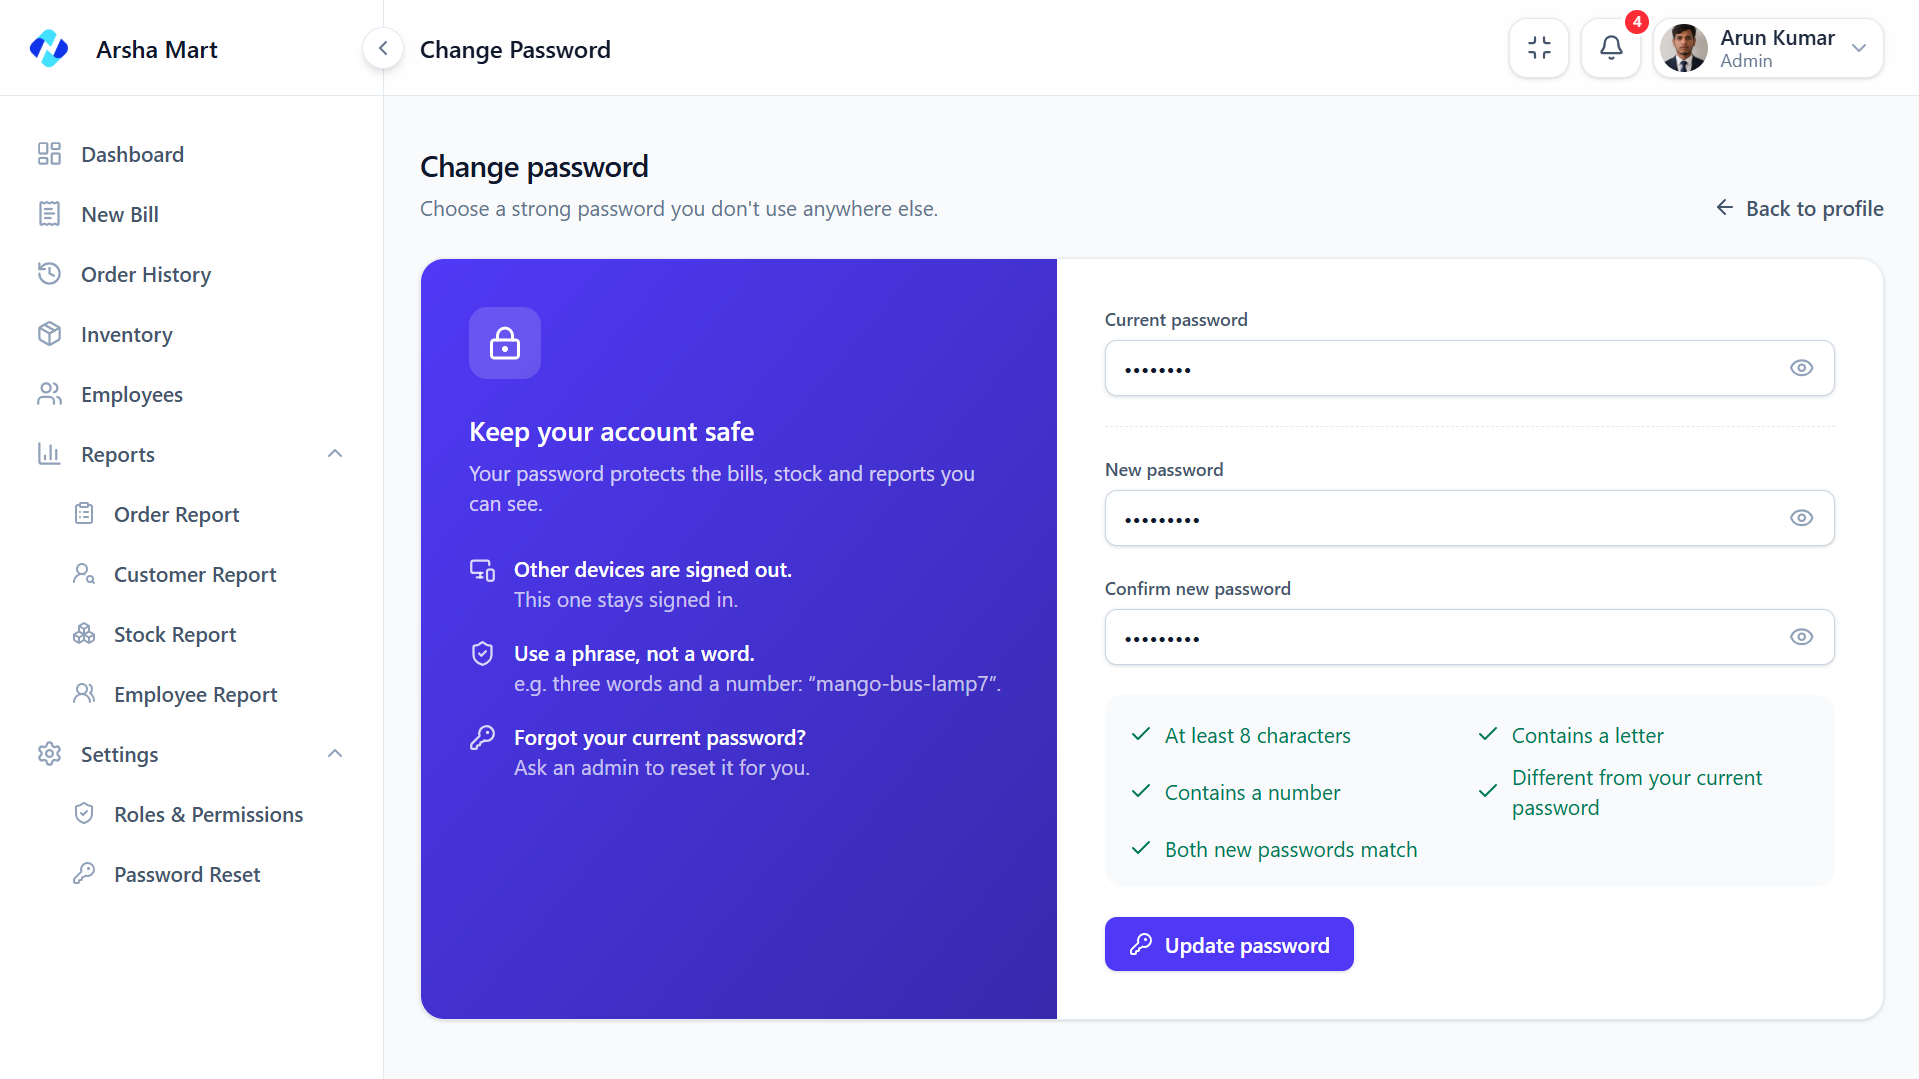 Arsha Mart
Change Password
4
Arun Kumar
Admin
Dashboard
New Bill
Order History
Inventory
Employees
Reports
Order Report
Customer Report
Stock Report
Employee Report
Settings
Roles & Permissions
Password Reset
Change password
Choose a strong password you don't use anywhere else.
Back to profile
Keep your account safe
Your password protects the bills, stock and reports you
can see.
Other devices are signed out.
This one stays signed in.
Use a phrase, not a word.
e.g. three words and a number: “mango-bus-lamp7”.
Forgot your current password?
Ask an admin to reset it for you.
Current password
••••••••
New password
•••••••••
Confirm new password
•••••••••
At least 8 characters
Contains a letter
Contains a number
Different from your current
password
Both new passwords match
Update password